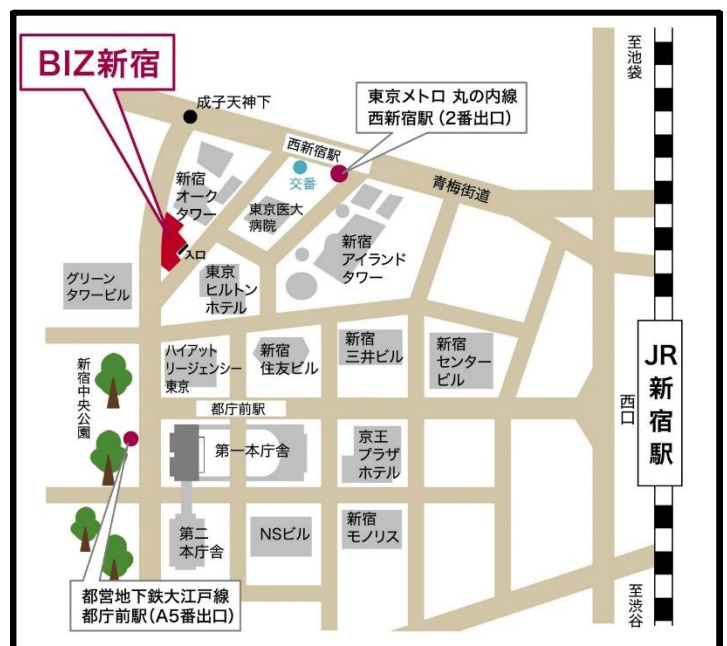 BIZ新宿
成子天神下
東京メトロ 丸の内線
西新宿駅(2番出口)
至池袋
西新宿駅
交番
青梅街道
新宿
オーク
タワー
東京医大
病院
入口
新宿
アイランド
タワー
グリーン
タワービル
東京
ヒルトン
ホテル
新宿中央公園
ハイアット
リージェンシー
東京
新宿
住友ビル
新宿
三井ビル
新宿
センター
ビル
JR新宿駅
西口
都庁前駅
第一本庁舎
京王
プラザ
ホテル
第二
本庁舎
NSビル
新宿
モノリス
都営地下鉄大江戸線
都庁前駅(A5番出口)
至渋谷